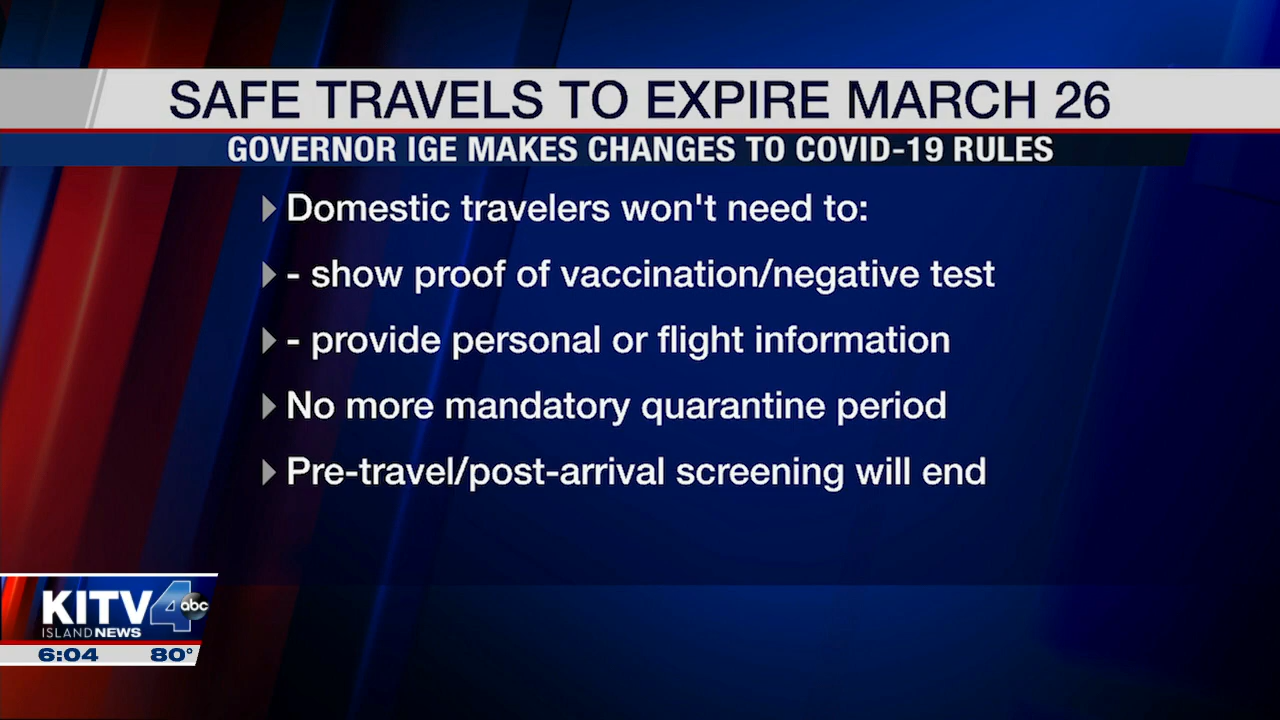 SAFE TRAVELS TO EXPIRE MARCH 26
GOVERNOR IGE MAKES CHANGES TO COVID-19 RULES
Domestic travelers won't need to:
- show proof of vaccination/negative test
- provide personal or flight information
No more mandatory quarantine period
Pre-travel/post-arrival screening will end
KITV 4 abc
ISLAND NEWS
6:04 80°